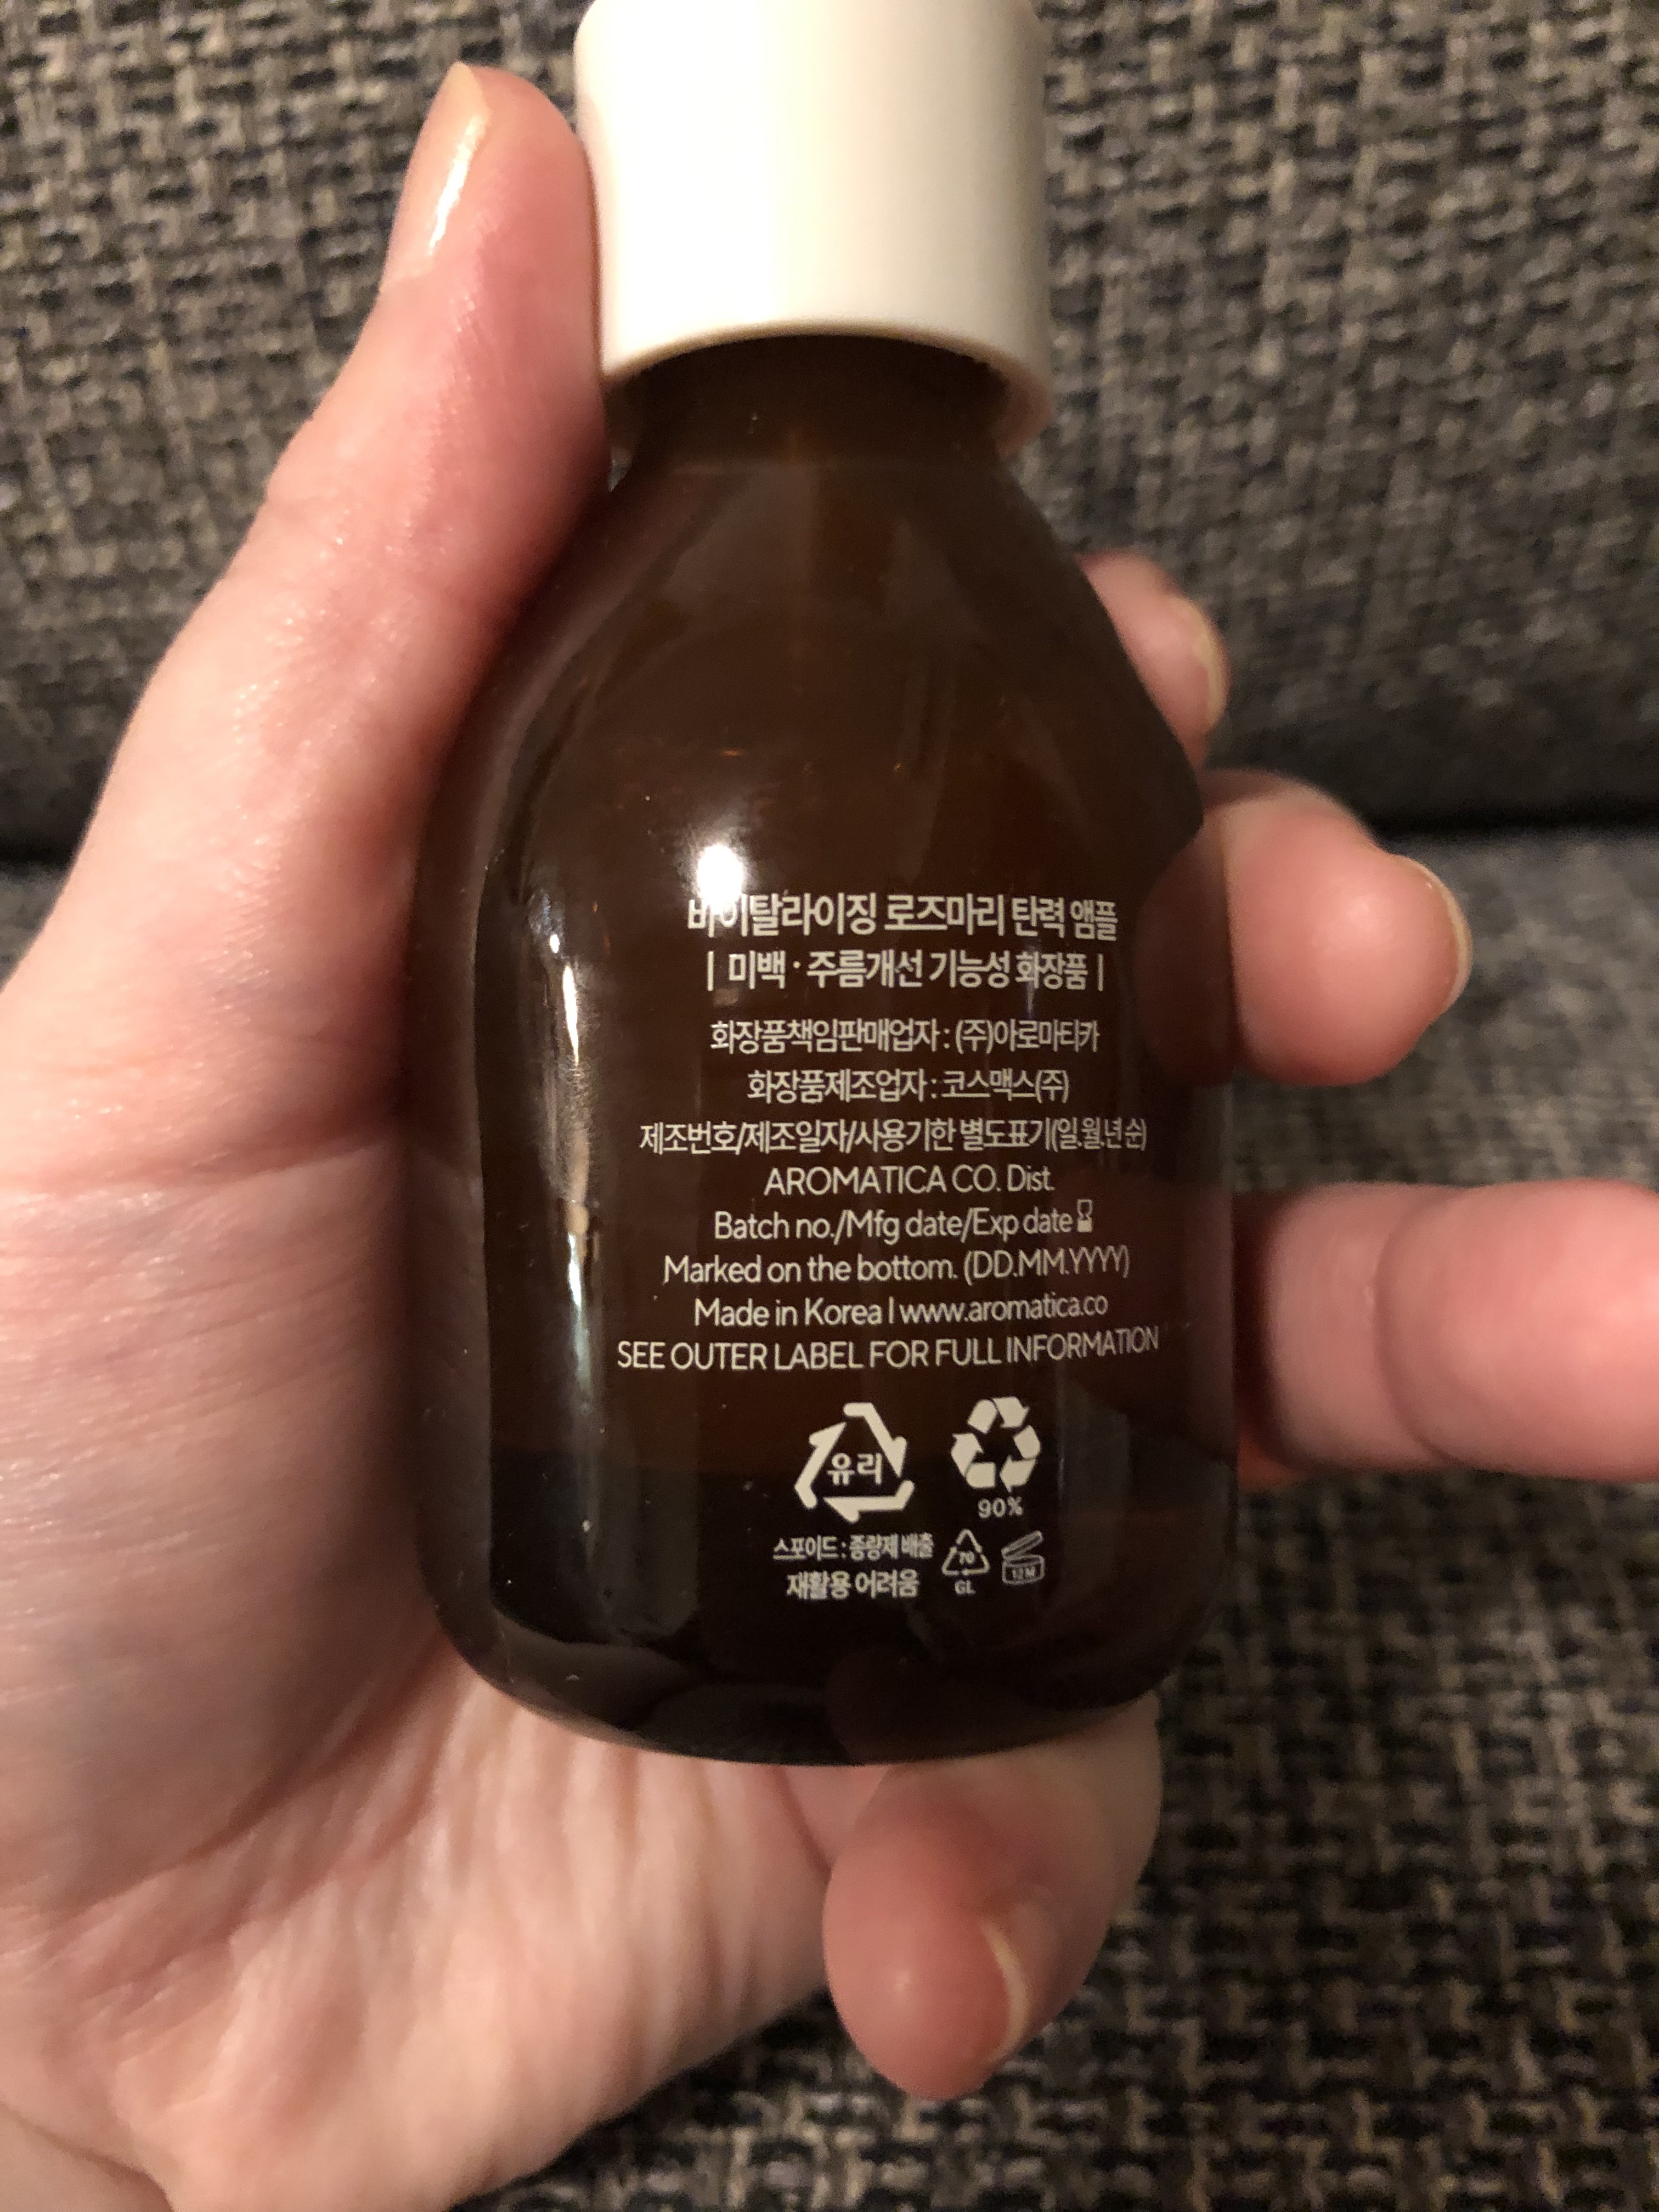 바이탈라이징 로즈마리 탄력 앰플
| 미백 · 주름개선 기능성 화장품 |
화장품책임판매업자 : (주)아로마티카
화장품제조업자 : 코스맥스(주)
제조번호/제조일자/사용기한 별도표기(일.월.년 순)
AROMATICA CO. Dist.
Batch no./Mfg date/Exp date
Marked on the bottom. (DD.MM.YYYY)
Made in Korea | www.aromatica.co
SEE OUTER LABEL FOR FULL INFORMATION
유리
90%
스포이드 : 종량제 배출
재활용 어려움
70
GL
12M